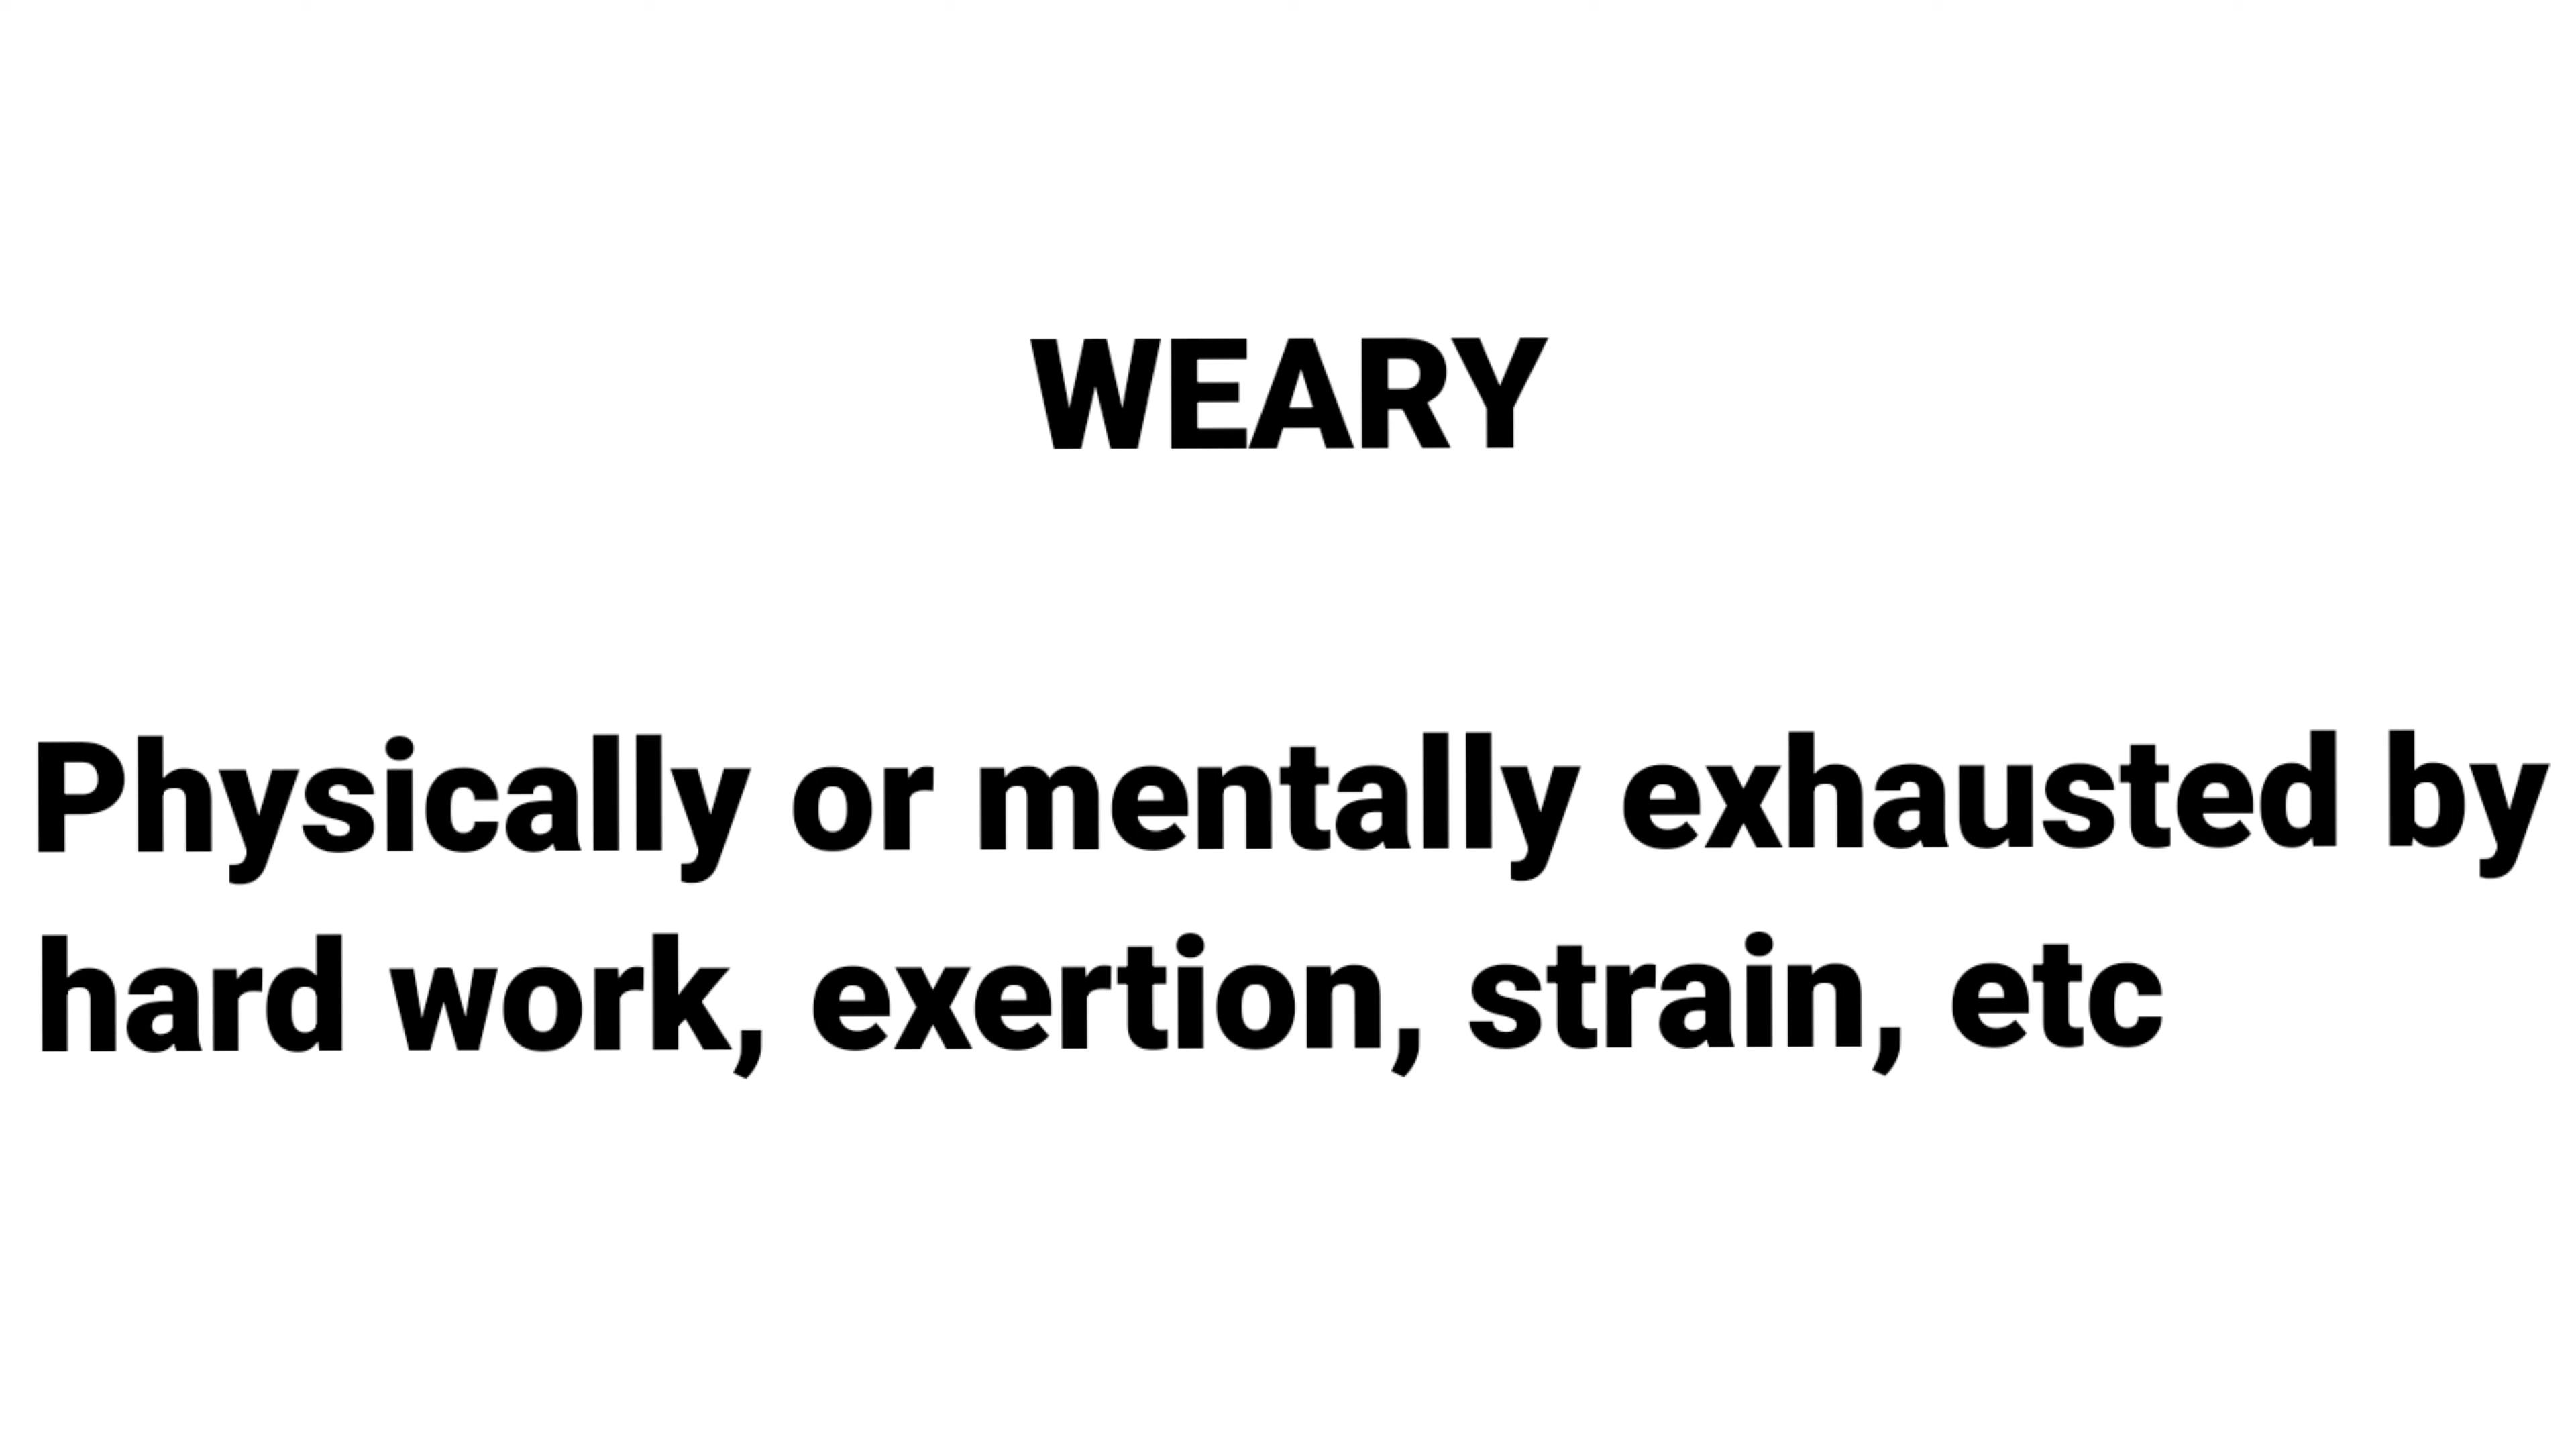 WEARY
Physically or mentally exhausted by
hard work, exertion, strain, etc